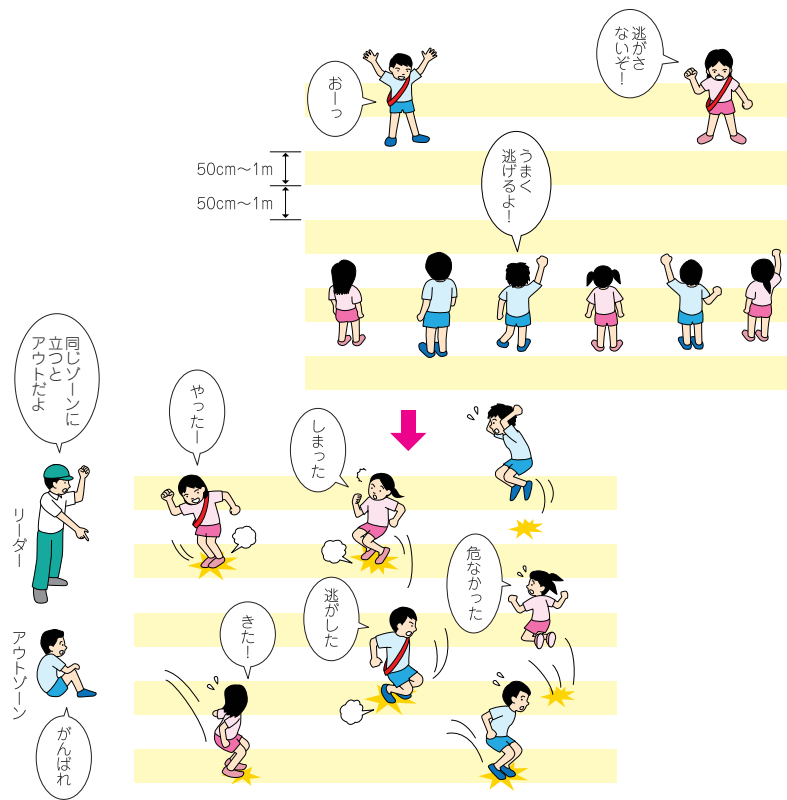 おーっ
逃がさ
ないぞ！
50cm～1m
50cm～1m
うまく
逃げるよ！
同じゾーンに
立つと
アウトだよ
リーダー
やったー
しまった
危なかった
逃がした
きた！
アウトゾーン
がんばれ